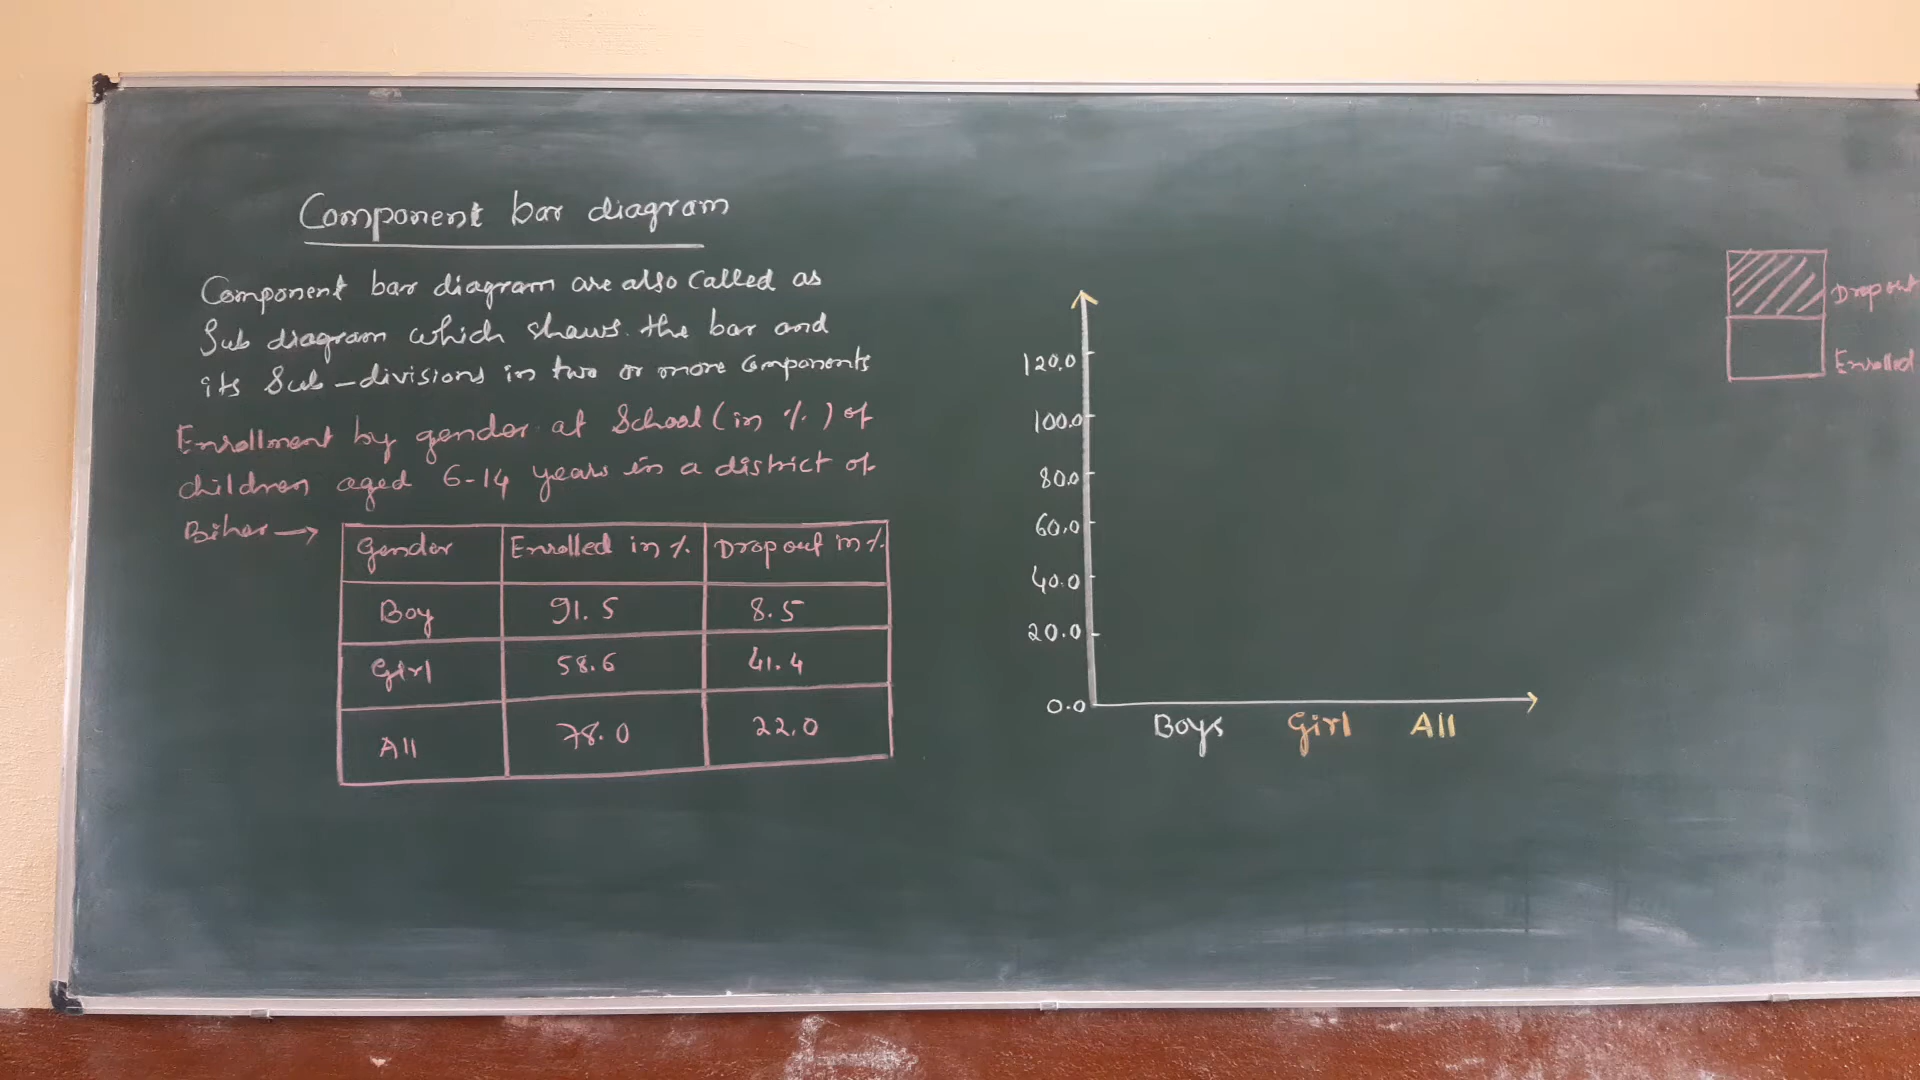 Component bar diagram
Component bar diagram are also Called as
Sub diagram which shows the bar and
its Sub-divisions in two or more Components
Enrollment by gender at School (in %) of
children aged 6-14 years in a district of
Bihar →
Gender Enrolled in % Drop out in %
Boy 91.5 8.5
Girl 58.6 41.4
All 78.0 22.0
120.0
100.0
80.0
60.0
40.0
20.0
0.0
Boys Girl All
Drop out
Enrolled